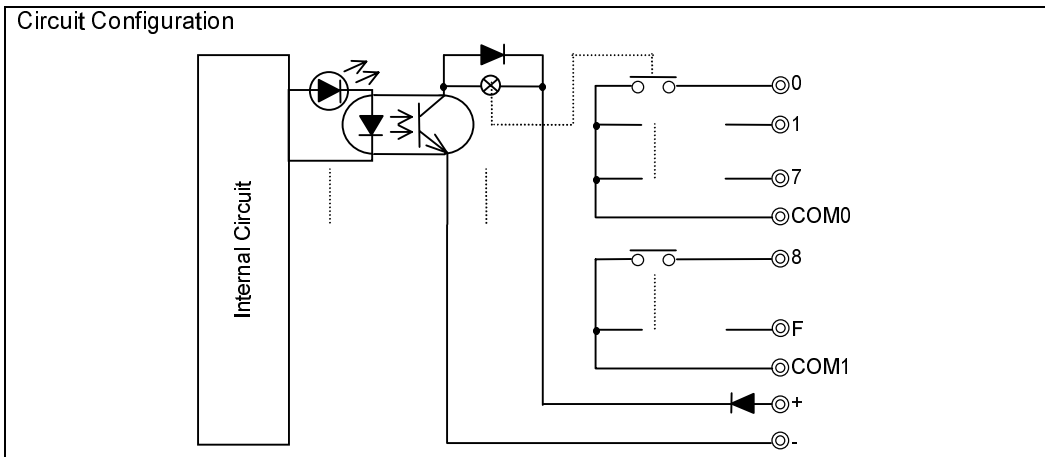 Circuit Configuration
Internal Circuit
0
1
7
COM0
8
F
COM1
+
-